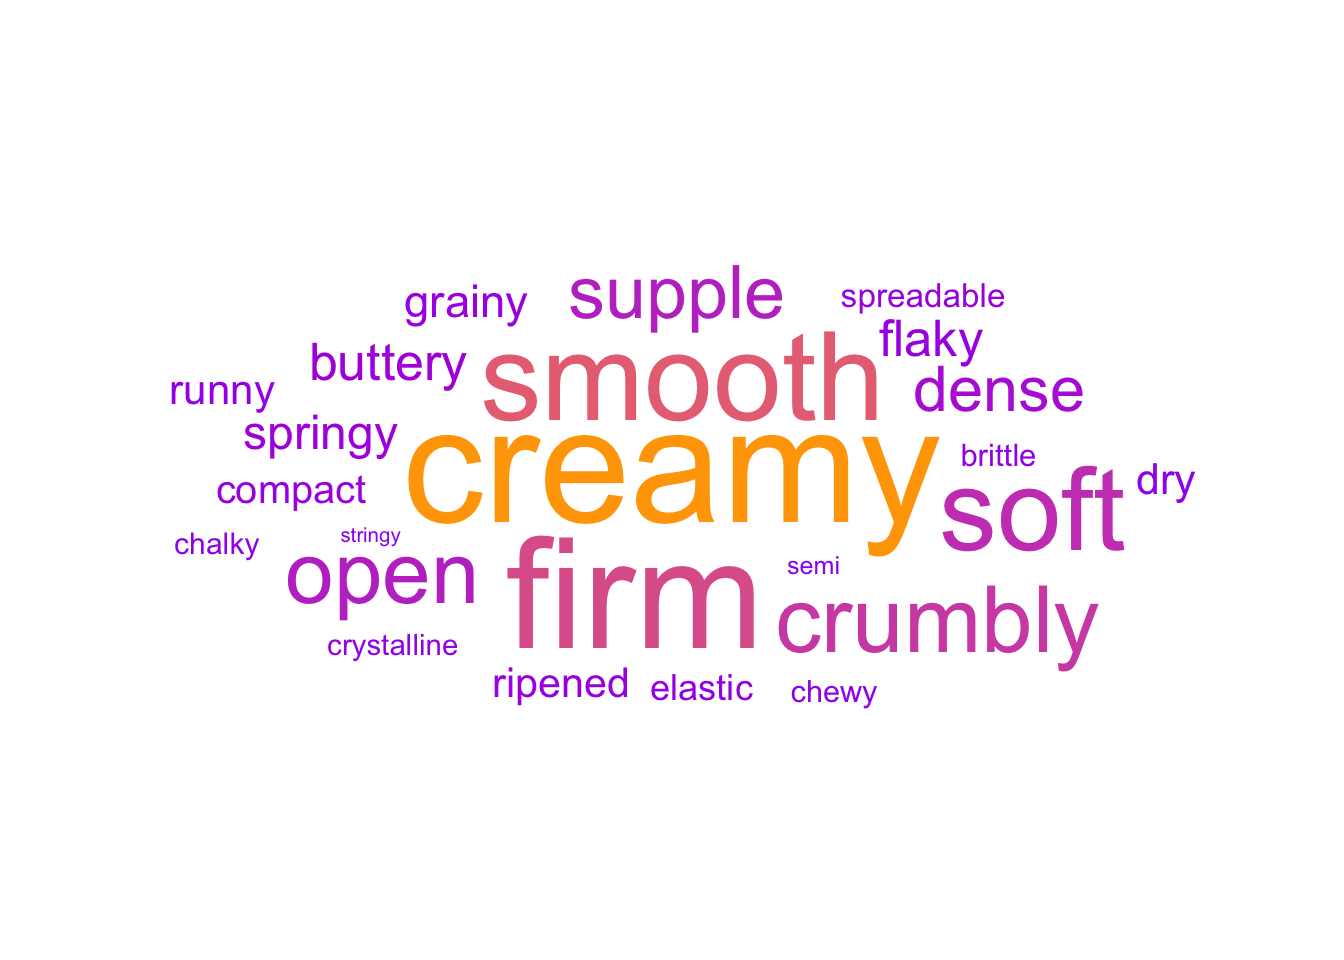 supple
spreadable
grainy
flaky
smooth
buttery
dense
runny
springy
creamy
brittle
dry
compact
soft
stringy
chalky
semi
open
firm
crumbly
crystalline
ripened
elastic
chewy